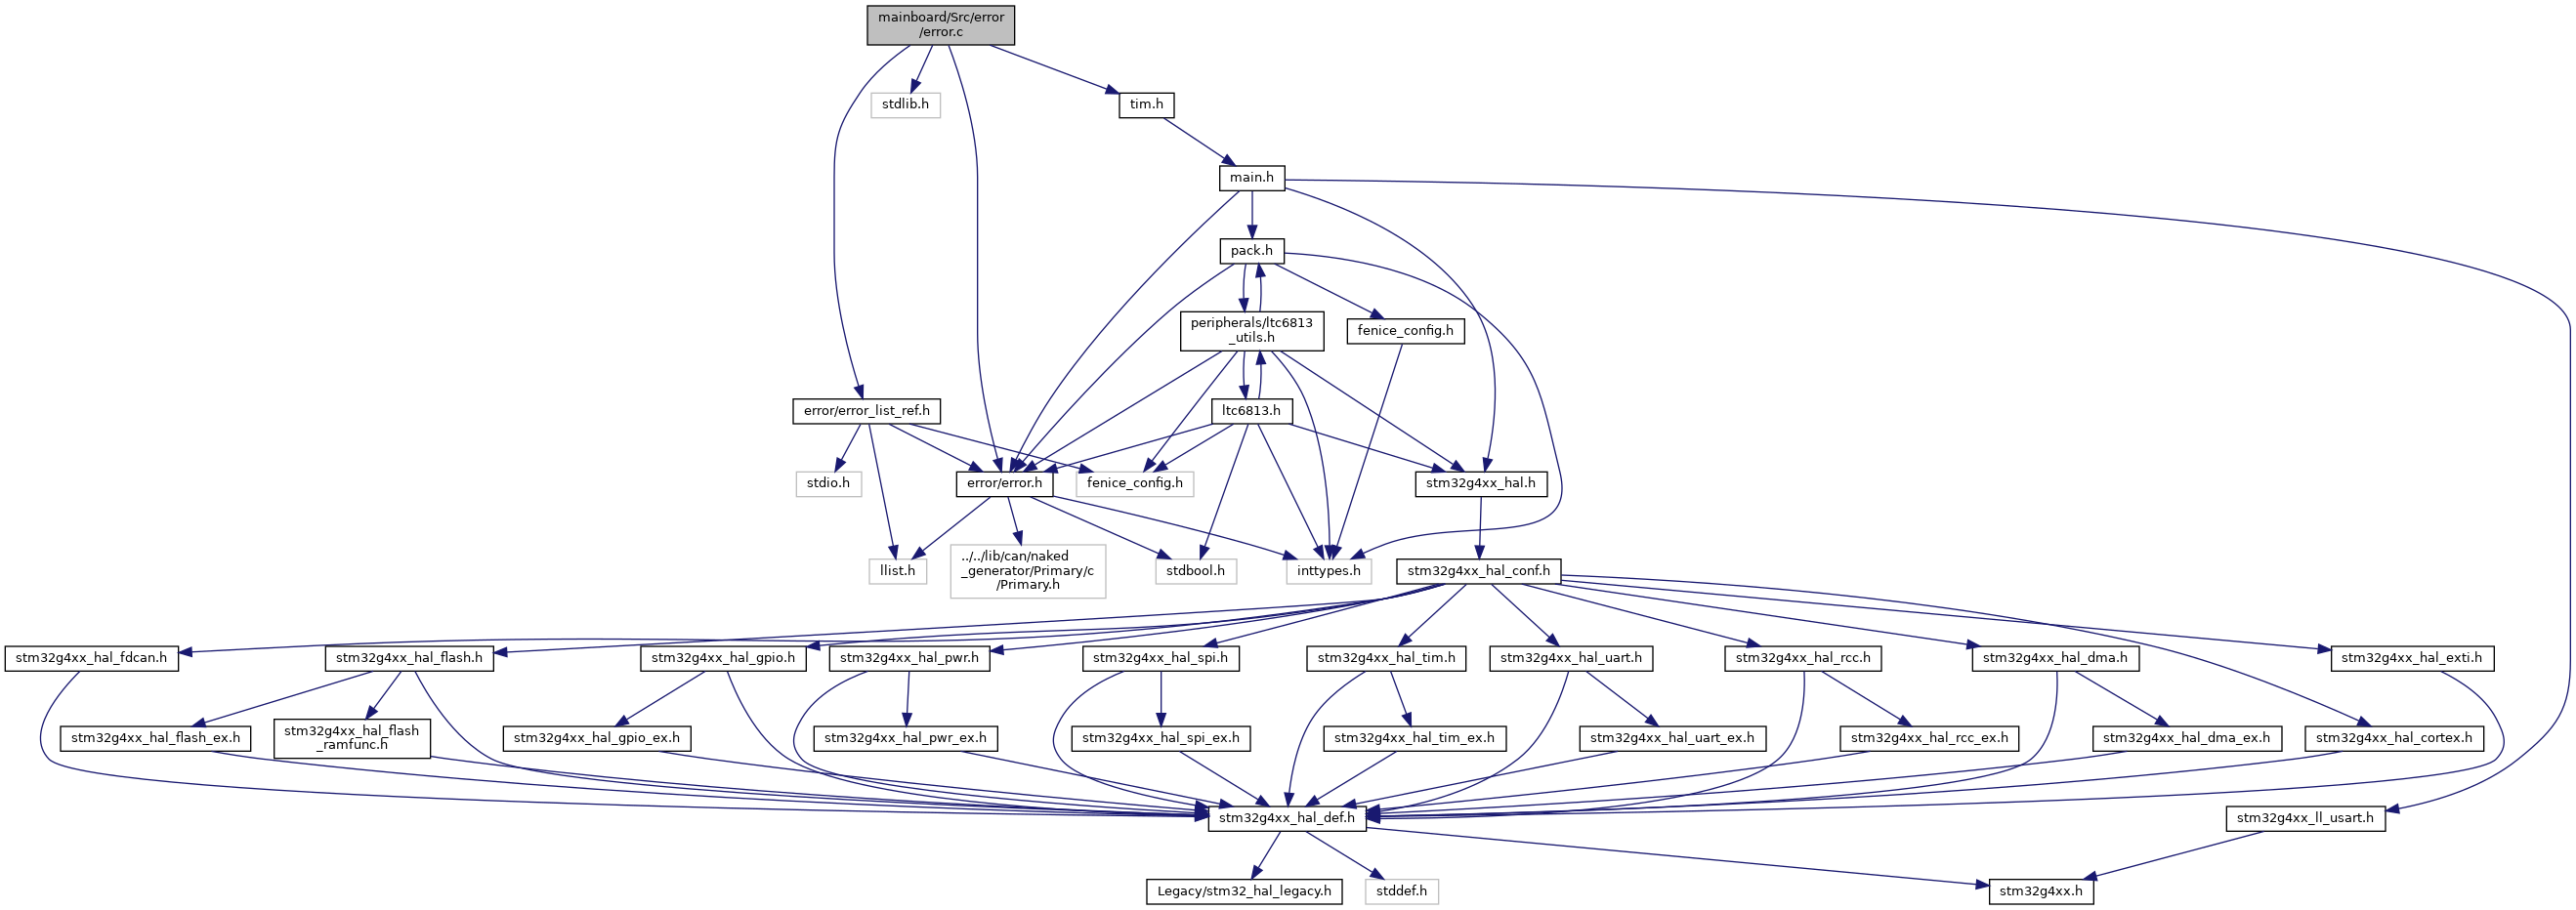 mainboard/Src/error
/error.c
stdlib.h
tim.h
main.h
pack.h
peripherals/ltc6813
_utils.h
fenice_config.h
error/error_list_ref.h
ltc6813.h
stdio.h
error/error.h
fenice_config.h
stm32g4xx_hal.h
llist.h
../../lib/can/naked
_generator/Primary/c
/Primary.h
stdbool.h
inttypes.h
stm32g4xx_hal_conf.h
stm32g4xx_hal_fdcan.h
stm32g4xx_hal_flash.h
stm32g4xx_hal_gpio.h
stm32g4xx_hal_pwr.h
stm32g4xx_hal_spi.h
stm32g4xx_hal_tim.h
stm32g4xx_hal_uart.h
stm32g4xx_hal_rcc.h
stm32g4xx_hal_dma.h
stm32g4xx_hal_exti.h
stm32g4xx_hal_flash_ex.h
stm32g4xx_hal_flash
_ramfunc.h
stm32g4xx_hal_gpio_ex.h
stm32g4xx_hal_pwr_ex.h
stm32g4xx_hal_spi_ex.h
stm32g4xx_hal_tim_ex.h
stm32g4xx_hal_uart_ex.h
stm32g4xx_hal_rcc_ex.h
stm32g4xx_hal_dma_ex.h
stm32g4xx_hal_cortex.h
stm32g4xx_hal_def.h
stm32g4xx_ll_usart.h
Legacy/stm32_hal_legacy.h
stddef.h
stm32g4xx.h